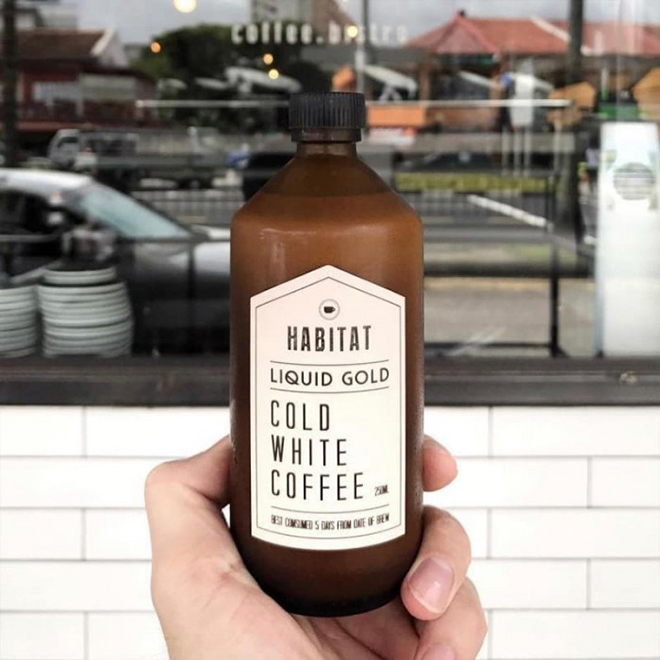 coffee.bistro
HABITAT
LIQUID GOLD
COLD
WHITE
COFFEE 250ML
BEST CONSUMED 5 DAYS FROM DATE OF BREW